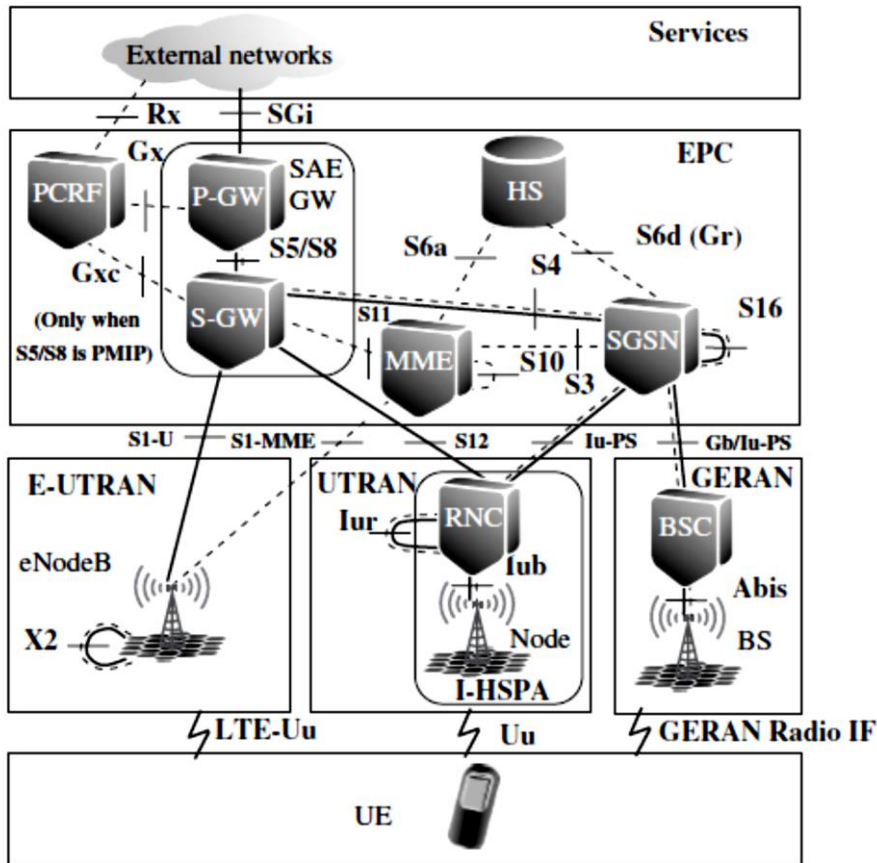 Services
External networks
Rx
SGi
Gx
EPC
PCRF
P-GW
SAE
GW
HS
S6d (Gr)
S6a
S5/S8
S4
Gxc
S16
(Only when
S5/S8 is PMIP)
S-GW
S11
MME
S10
S3
SGSN
S1-U
S1-MME
S12
Iu-PS
Gb/Iu-PS
E-UTRAN
UTRAN
GERAN
RNC
BSC
Iur
eNodeB
Iub
Abis
X2
Node
BS
I-HSPA
LTE-Uu
Uu
GERAN Radio IF
UE